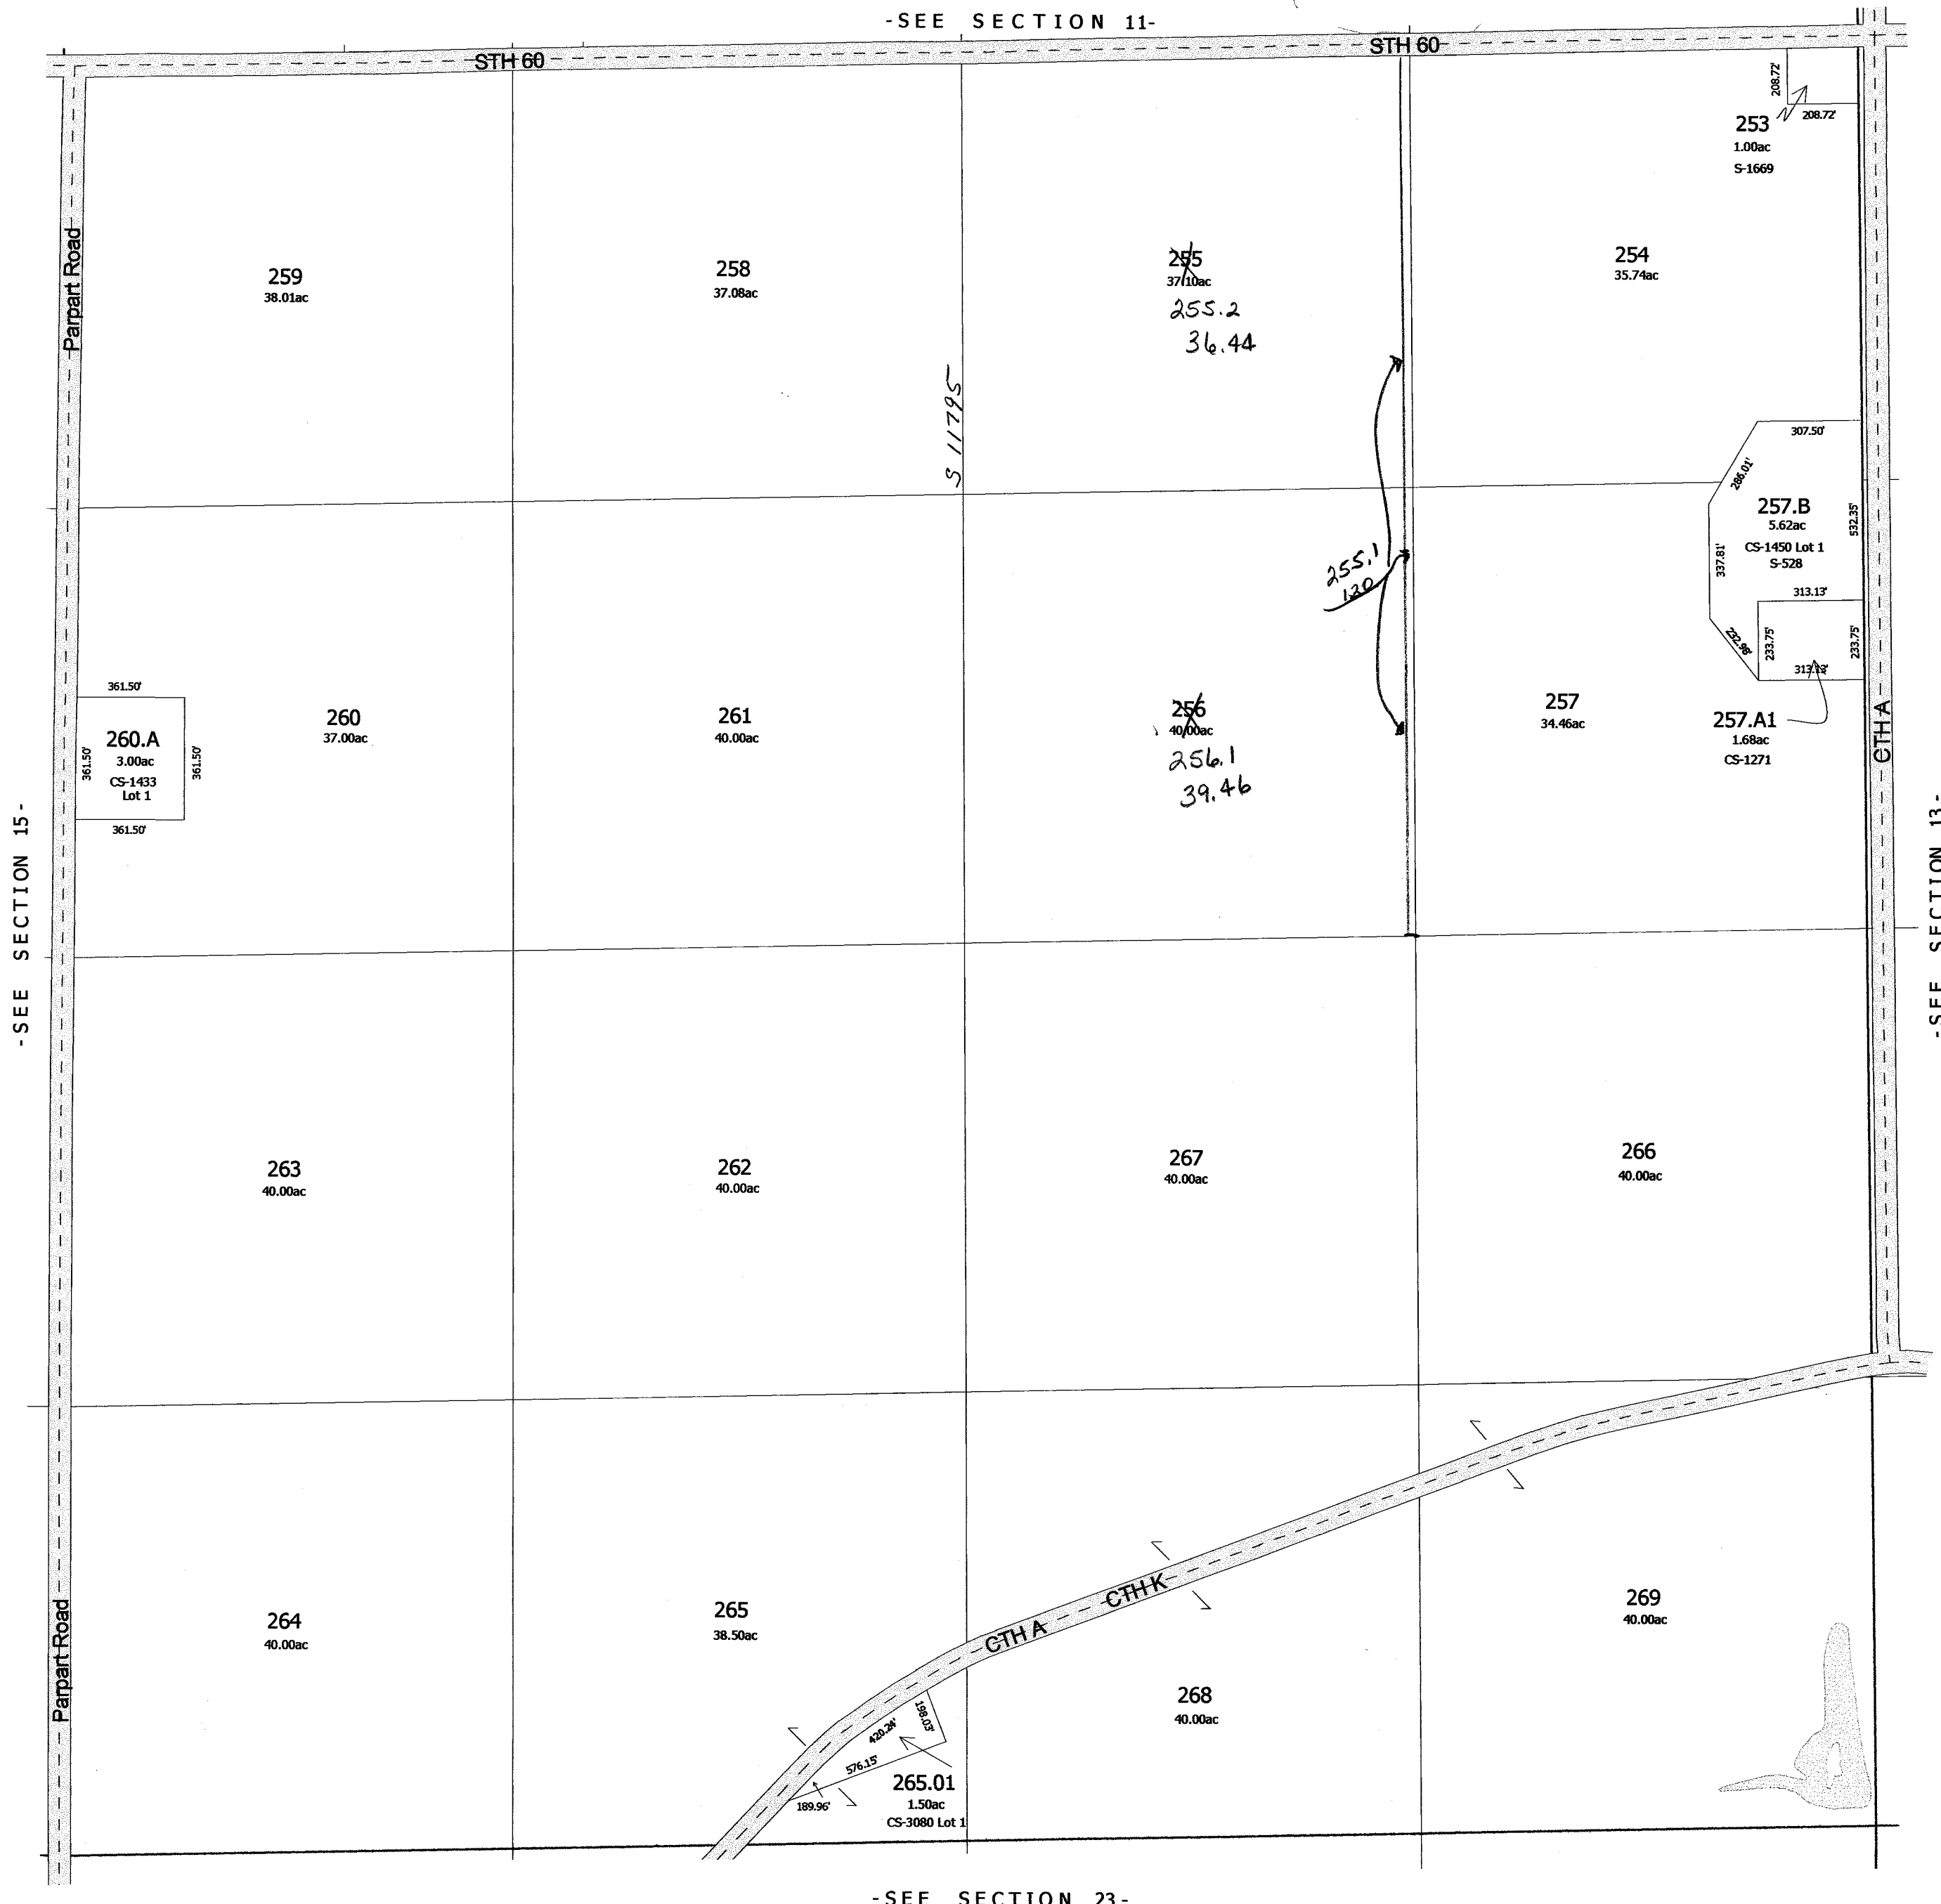 -SEE SECTION 11-
STH 60
STH 60
208.72'
208.72'
253
1.00ac
S-1669
Parpart Road
259
38.01ac
258
37.08ac
255
37.10ac
255.2
36.44
254
35.74ac
S 11795
307.50'
286.01'
257.B
5.62ac
CS-1450 Lot 1
S-528
532.35'
337.81'
313.13'
255.1
1.20
232.98'
233.75'
233.75'
313.13'
361.50'
260.A
3.00ac
CS-1433
Lot 1
361.50'
361.50'
361.50'
260
37.00ac
261
40.00ac
256
40.00ac
256.1
39.46
257
34.46ac
257.A1
1.68ac
CS-1271
CTH A
-SEE SECTION 15-
-SEE SECTION 13-
263
40.00ac
262
40.00ac
267
40.00ac
266
40.00ac
Parpart Road
264
40.00ac
265
38.50ac
CTH A
CTH K
269
40.00ac
268
40.00ac
198.03'
420.24'
576.15'
189.96'
265.01
1.50ac
CS-3080 Lot 1
-SEE SECTION 23-